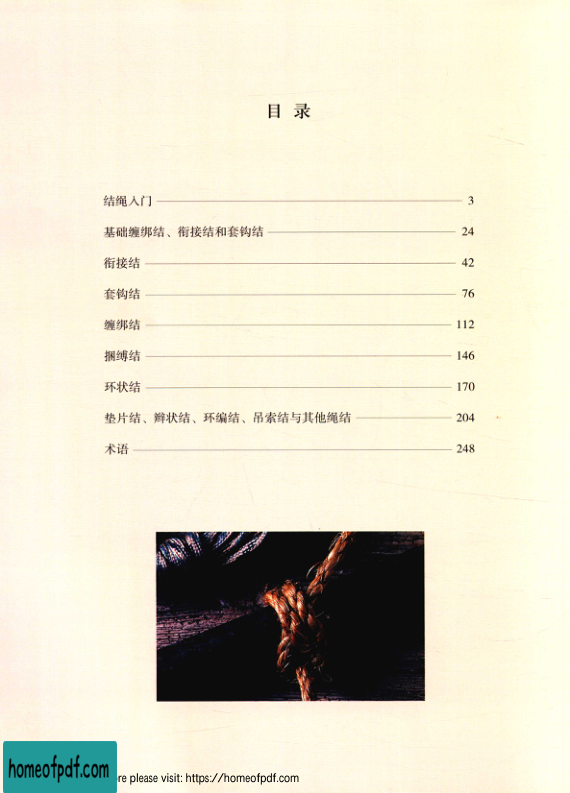 目 录
结绳入门 3
基础缠绑结、衔接结和套钩结 24
衔接结 42
套钩结 76
缠绑结 112
捆缚结 146
环状结 170
垫片结、辫状结、环编结、吊索结与其他绳结 204
术语 248
homeofpdf.com
please visit: https://homeofpdf.com